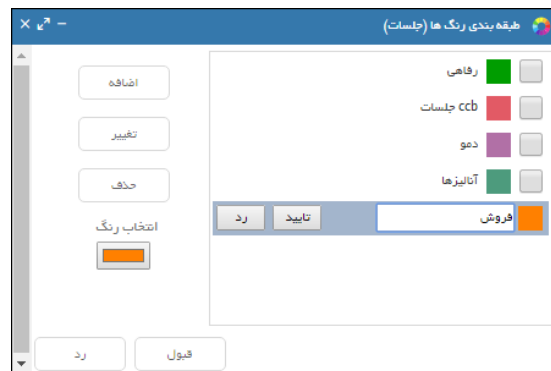 طبقه بندی رنگ ها (جلسات)
رفاهی
ccb جلسات
دمو
آنالیزها
فروش تایید رد
اضافه
تغییر
حذف
انتخاب رنگ
قبول رد